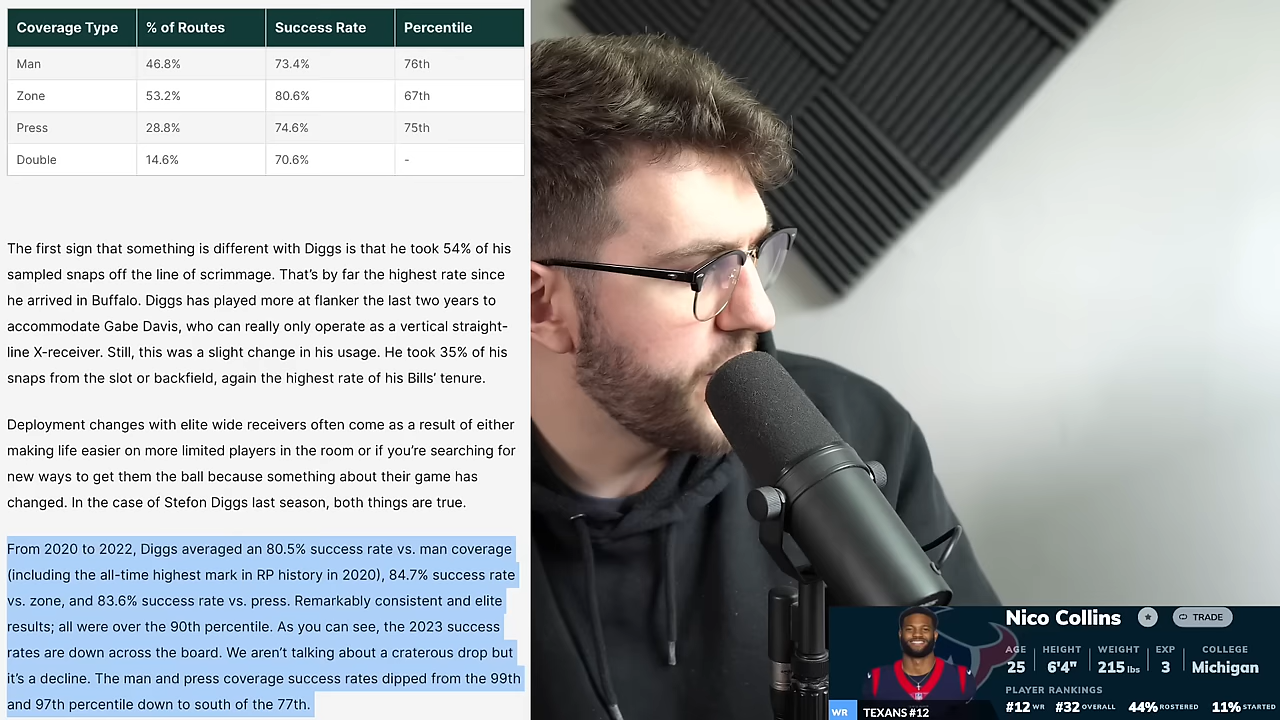 Coverage Type % of Routes Success Rate Percentile
Man 46.8% 73.4% 76th
Zone 53.2% 80.6% 67th
Press 28.8% 74.6% 75th
Double 14.6% 70.6% -
The first sign that something is different with Diggs is that he took 54% of his
sampled snaps off the line of scrimmage. That’s by far the highest rate since
he arrived in Buffalo. Diggs has played more at flanker the last two years to
accommodate Gabe Davis, who can really only operate as a vertical straight-
line X-receiver. Still, this was a slight change in his usage. He took 35% of his
snaps from the slot or backfield, again the highest rate of his Bills’ tenure.
Deployment changes with elite wide receivers often come as a result of either
making life easier on more limited players in the room or if you’re searching for
new ways to get them the ball because something about their game has
changed. In the case of Stefon Diggs last season, both things are true.
From 2020 to 2022, Diggs averaged an 80.5% success rate vs. man coverage
(including the all-time highest mark in RP history in 2020), 84.7% success rate
vs. zone, and 83.6% success rate vs. press. Remarkably consistent and elite
results; all were over the 90th percentile. As you can see, the 2023 success
rates are down across the board. We aren’t talking about a craterous drop but
it’s a decline. The man and press coverage success rates dipped from the 99th
and 97th percentile down to south of the 77th.
Nico Collins TRADE
AGE HEIGHT WEIGHT EXP COLLEGE
25 6'4" 215 lbs 3 Michigan
PLAYER RANKINGS
#12 WR #32 OVERALL 44% ROSTERED 11% STARTED
WR TEXANS #12